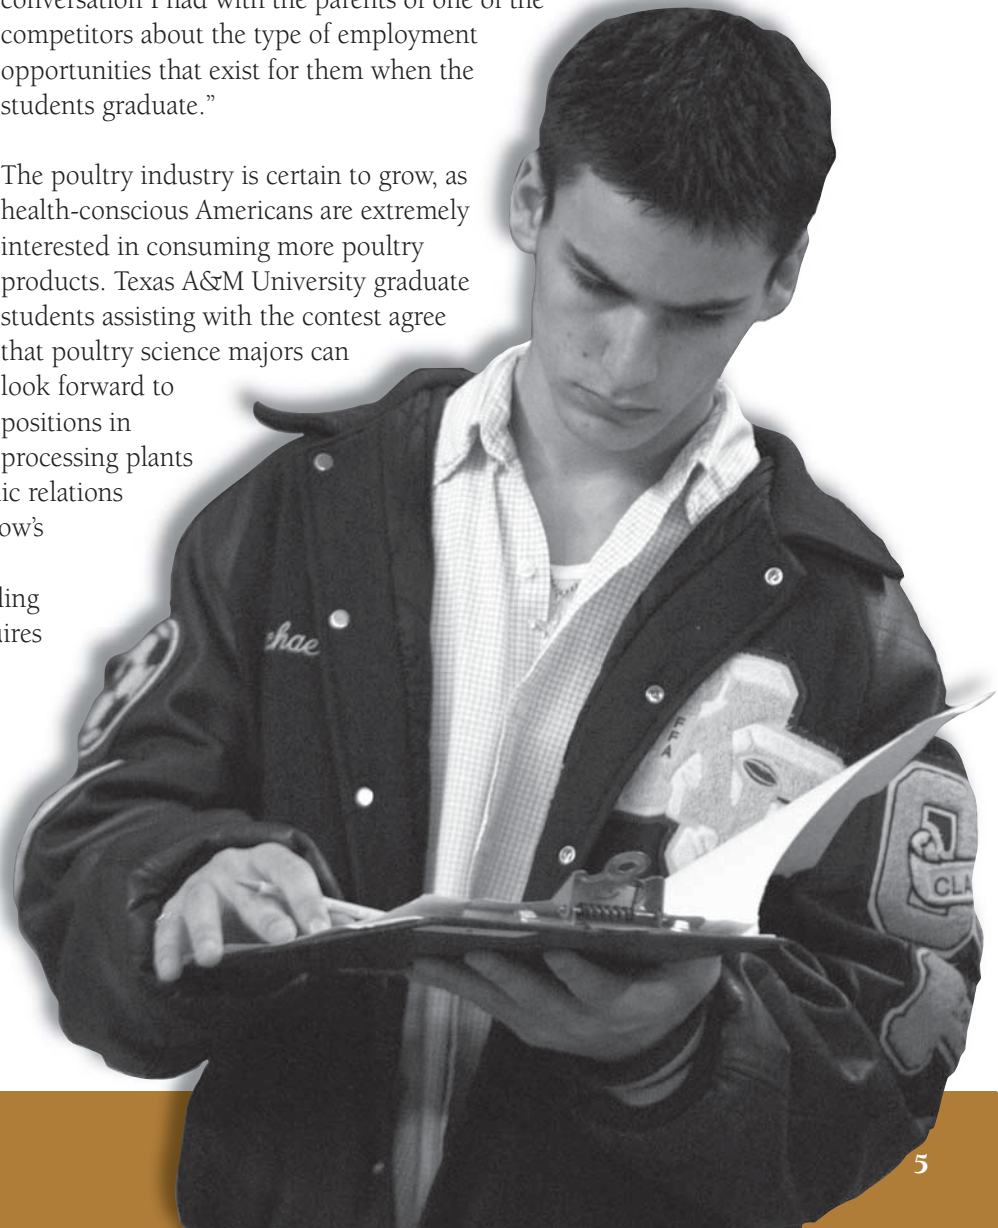 conversation I had with the parents of one of the
competitors about the type of employment
opportunities that exist for them when the
students graduate.”
The poultry industry is certain to grow, as
health-conscious Americans are extremely
interested in consuming more poultry
products. Texas A&M University graduate
students assisting with the contest agree
that poultry science majors can
look forward to
positions in
processing plants
ic relations
ow's
ling
uires
chae
FFA
CLA
5